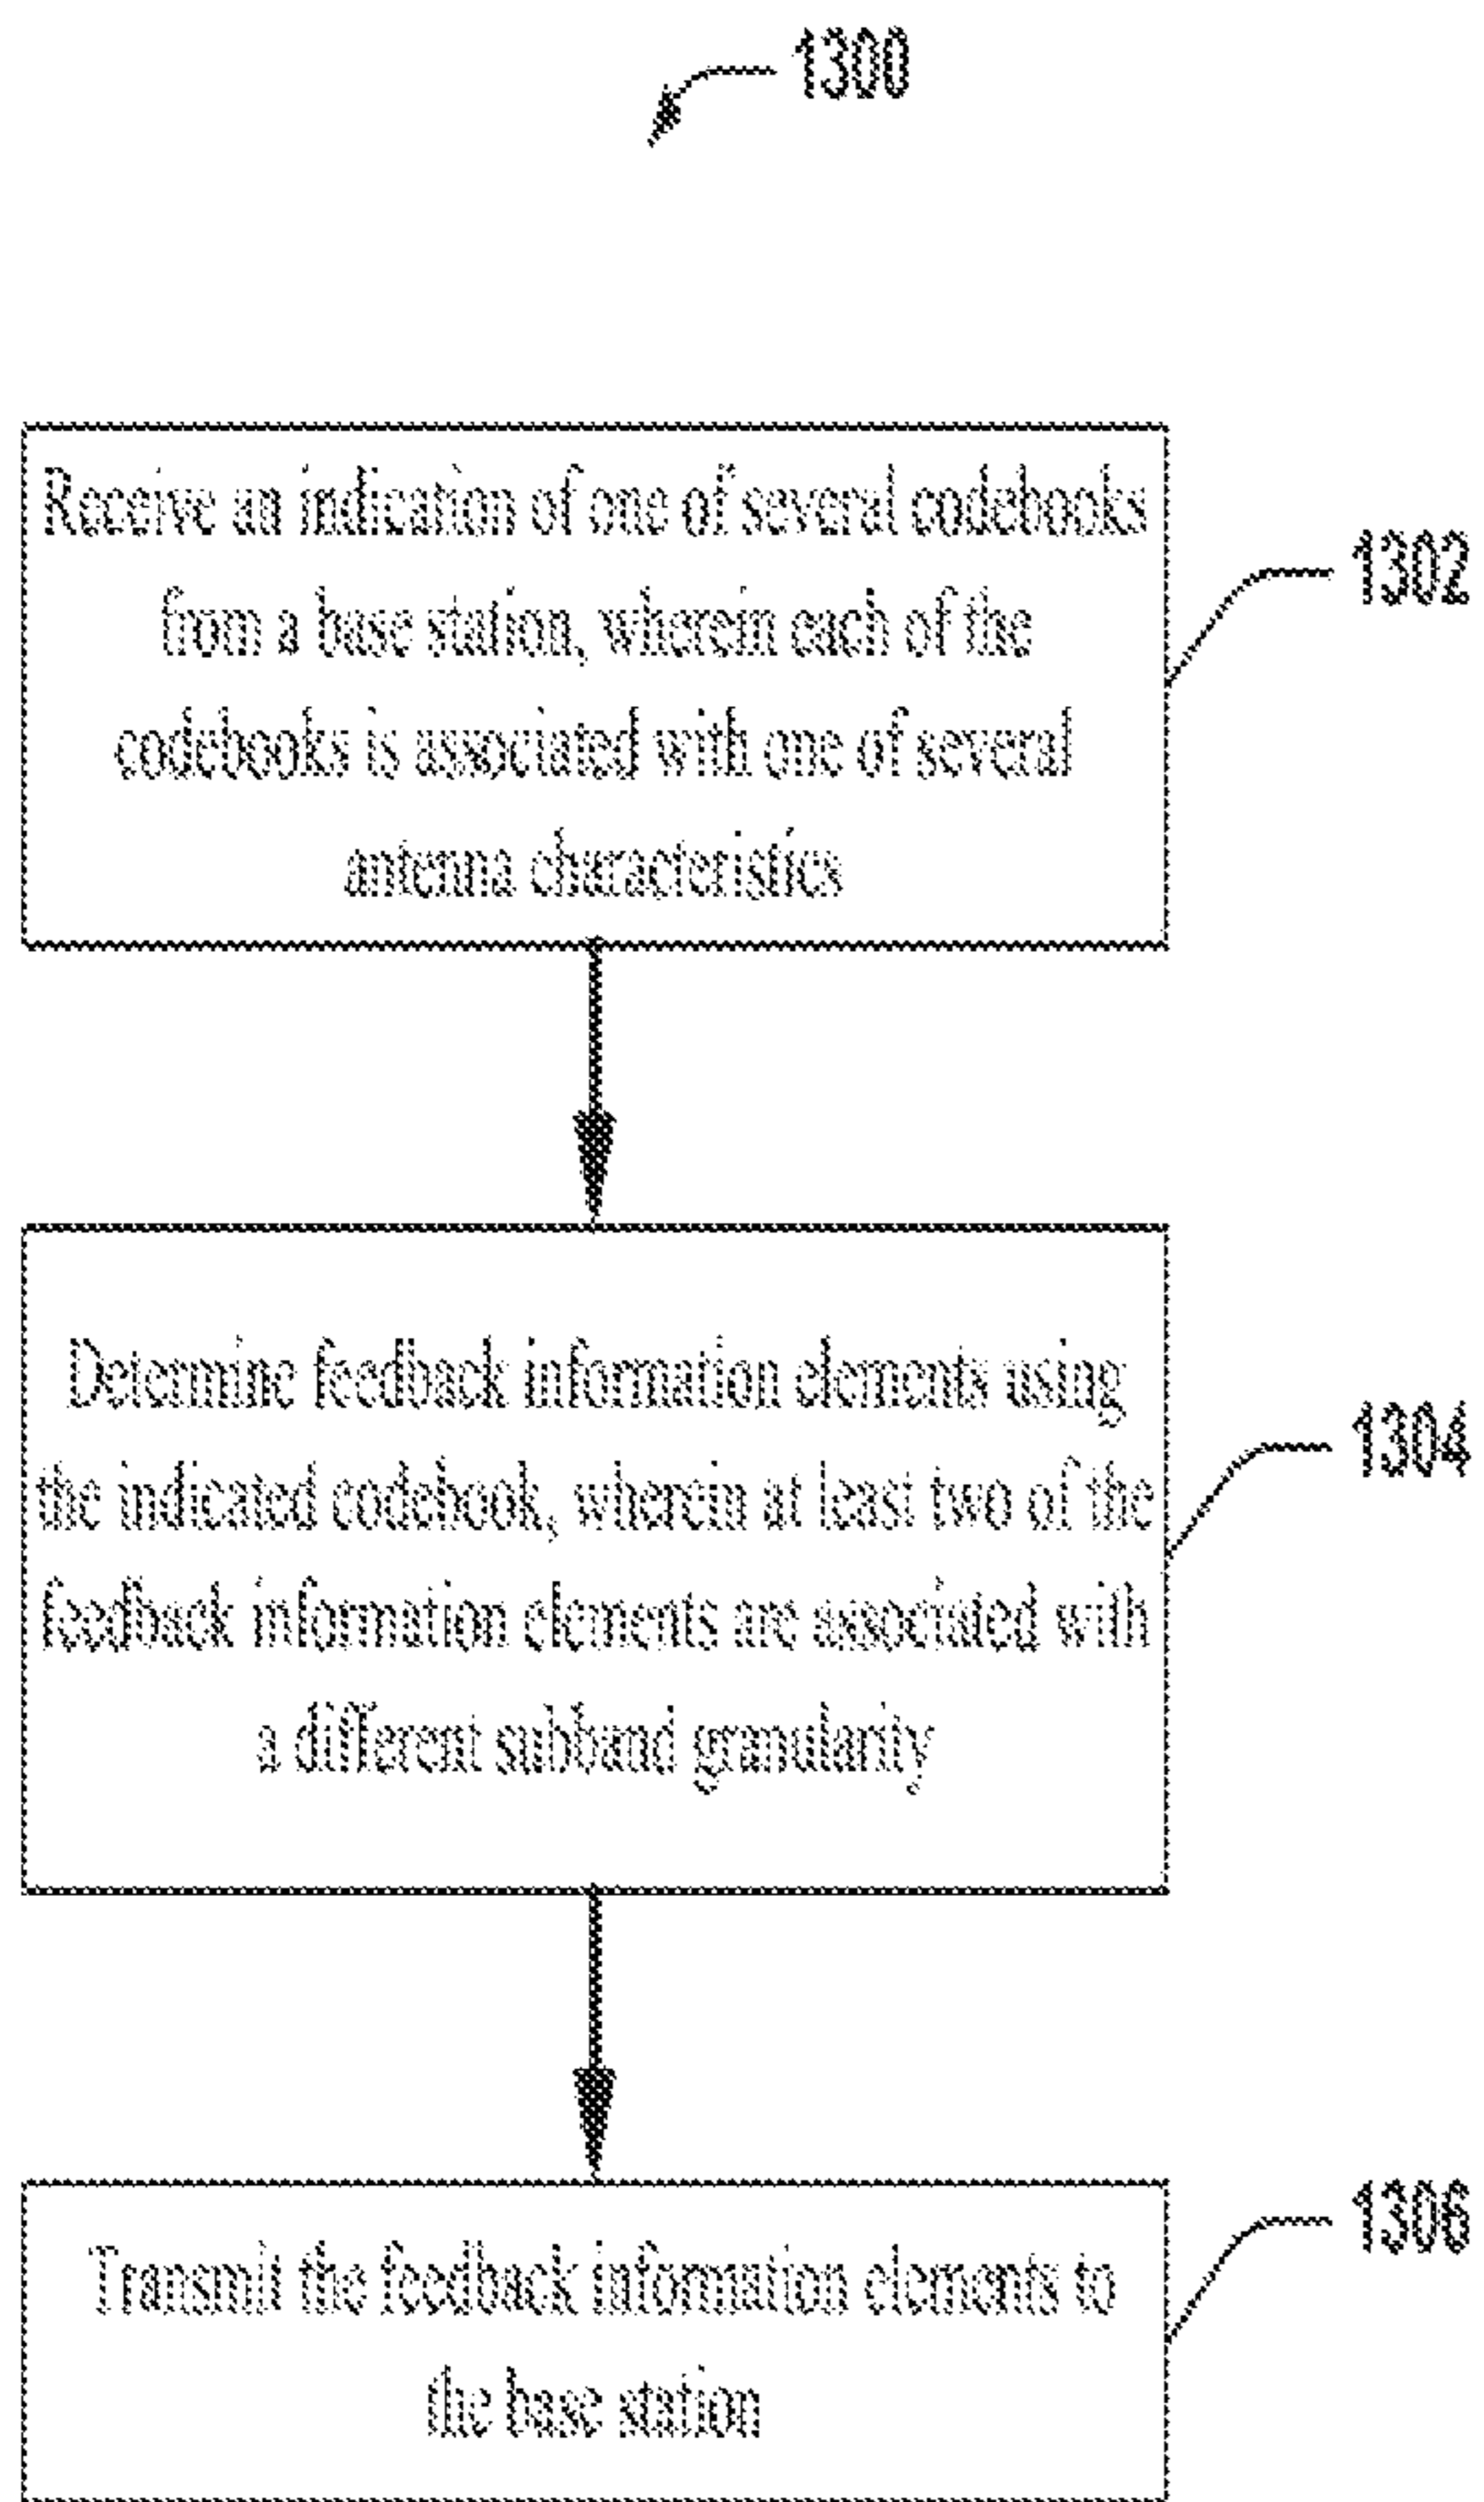 1300
Receive an indication of one of several codebooks
from a base station, wherein each of the
codebooks is associated with one of several
antenna characteristics
1302
Determine feedback information elements using
the indicated codebook, wherein at least two of the
feedback information elements are associated with
a different subband granularity
1304
Transmit the feedback information elements to
the base station
1306